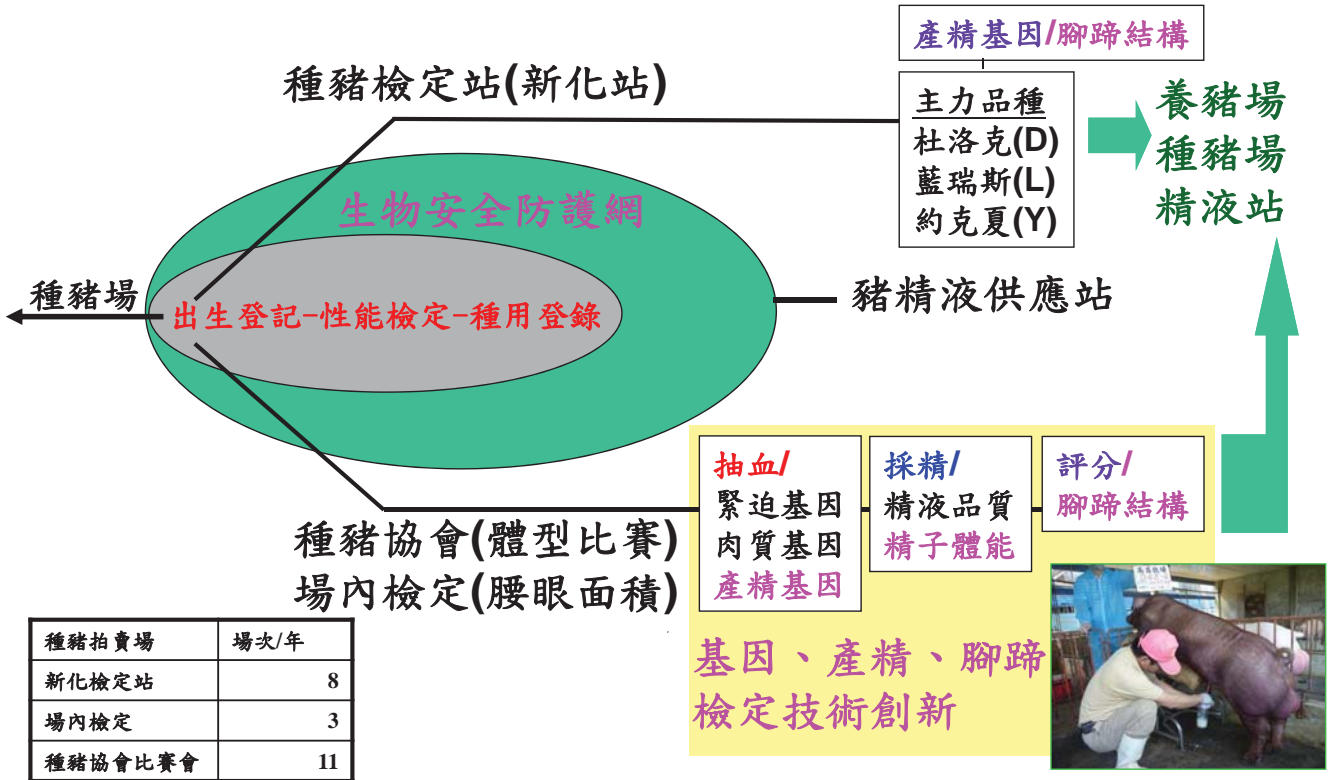 產精基因/腳蹄結構
種豬檢定站(新化站)
主力品種
杜洛克(D)
藍瑞斯(L)
約克夏(Y)
養豬場
種豬場
精液站
生物安全防護網
種豬場
出生登記-性能檢定-種用登錄
豬精液供應站
種豬協會(體型比賽)
場內檢定(腰眼面積)
抽血/
緊迫基因
肉質基因
產精基因
採精/
精液品質
精子體能
評分/
腳蹄結構
基因、產精、腳蹄
檢定技術創新
種豬拍賣場 場次/年
新化檢定站 8
場內檢定 3
種豬協會比賽會 11